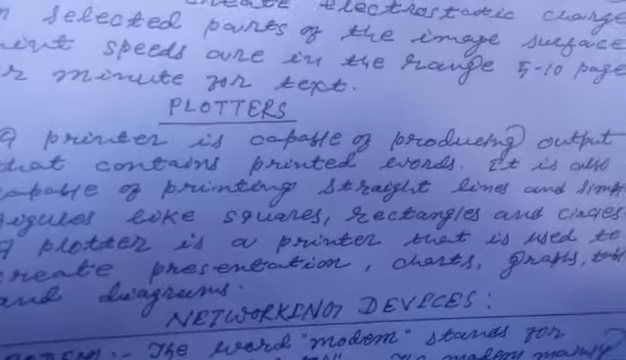 create electrostatic charge
selected parts of the image surface
print speeds are in the range 5-10 page
minute for text.
PLOTTERS
A printer is capable of producing output
that contains printed words. It is also
capable of printing straight lines and simple
figures like squares, rectangles and circles
A plotter is a printer that is used to
create presentation, charts, graphs,
and diagrams.
NETWORKING DEVICES:
:- The word "modem" stands for